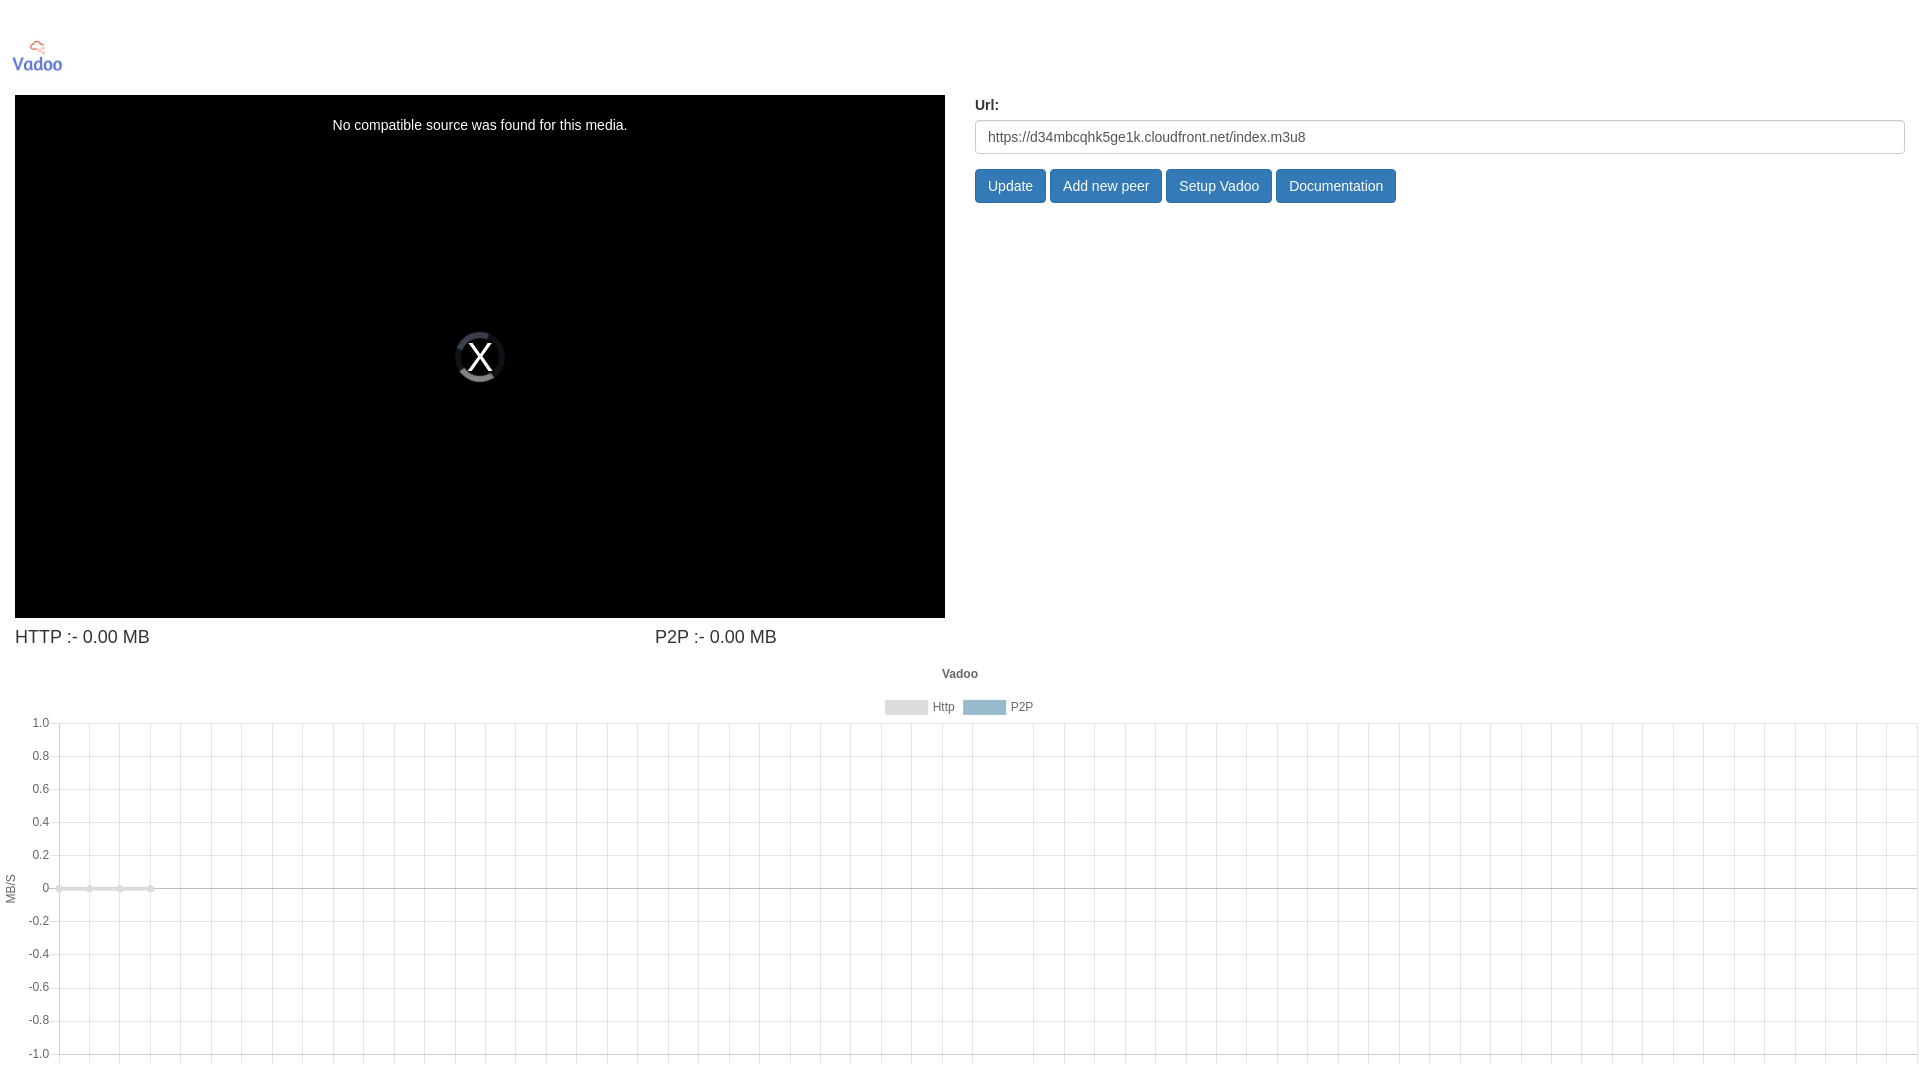 Vadoo
No compatible source was found for this media.
X
Url:
https://d34mbcqhk5ge1k.cloudfront.net/index.m3u8
Update Add new peer Setup Vadoo Documentation
HTTP :- 0.00 MB P2P :- 0.00 MB
Vadoo
Http P2P
1.0
0.8
0.6
0.4
0.2
0
-0.2
-0.4
-0.6
-0.8
-1.0
MB/S